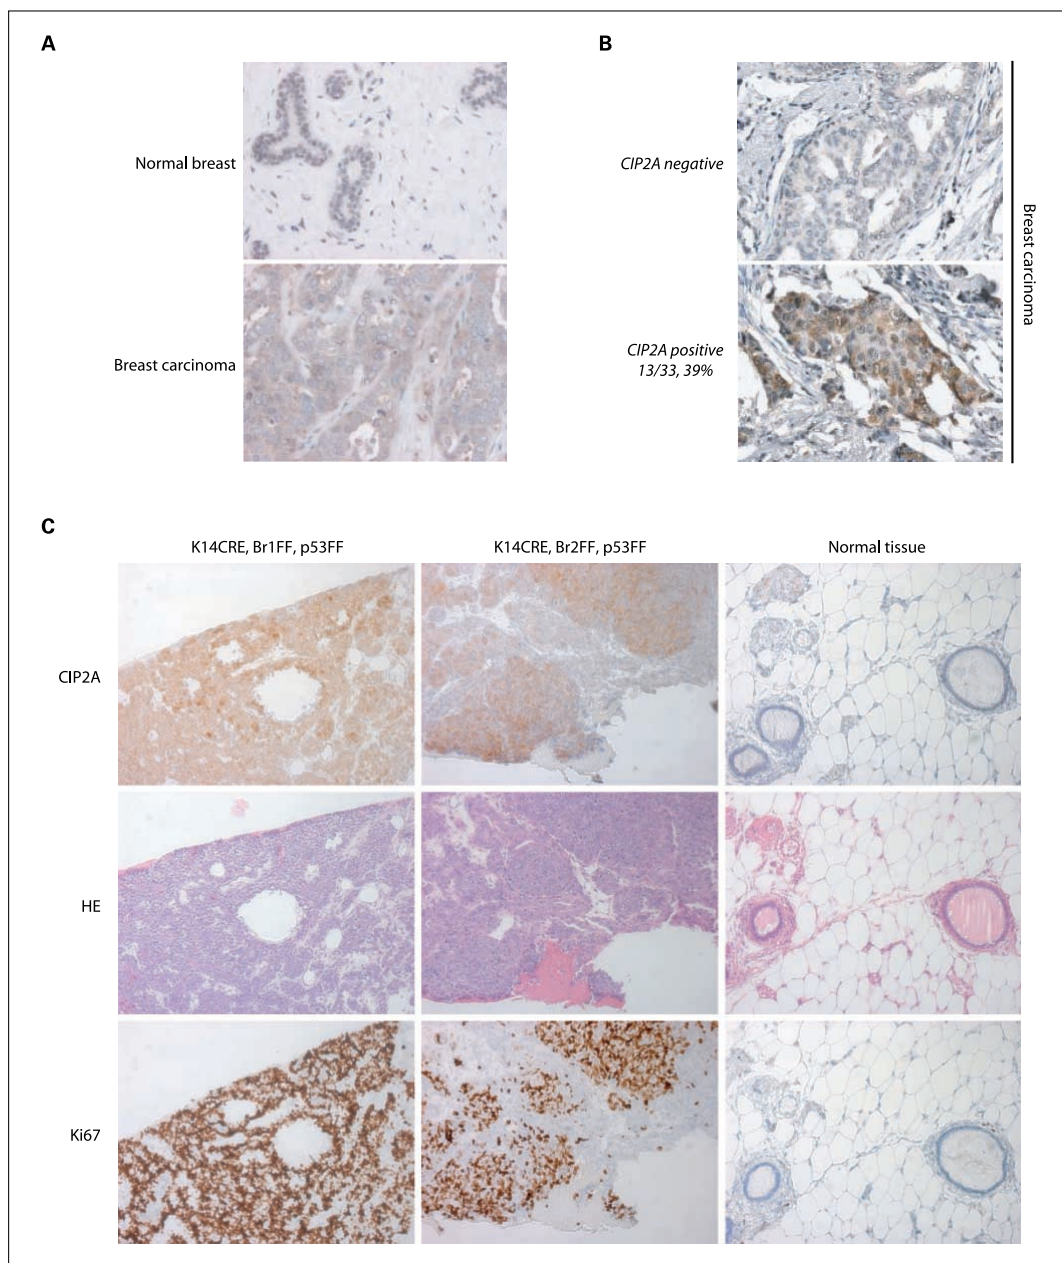 A
B
Normal breast
Breast carcinoma
CIP2A negative
CIP2A positive
13/33, 39%
Breast carcinoma
C
K14CRE, Br1FF, p53FF
K14CRE, Br2FF, p53FF
Normal tissue
CIP2A
HE
Ki67